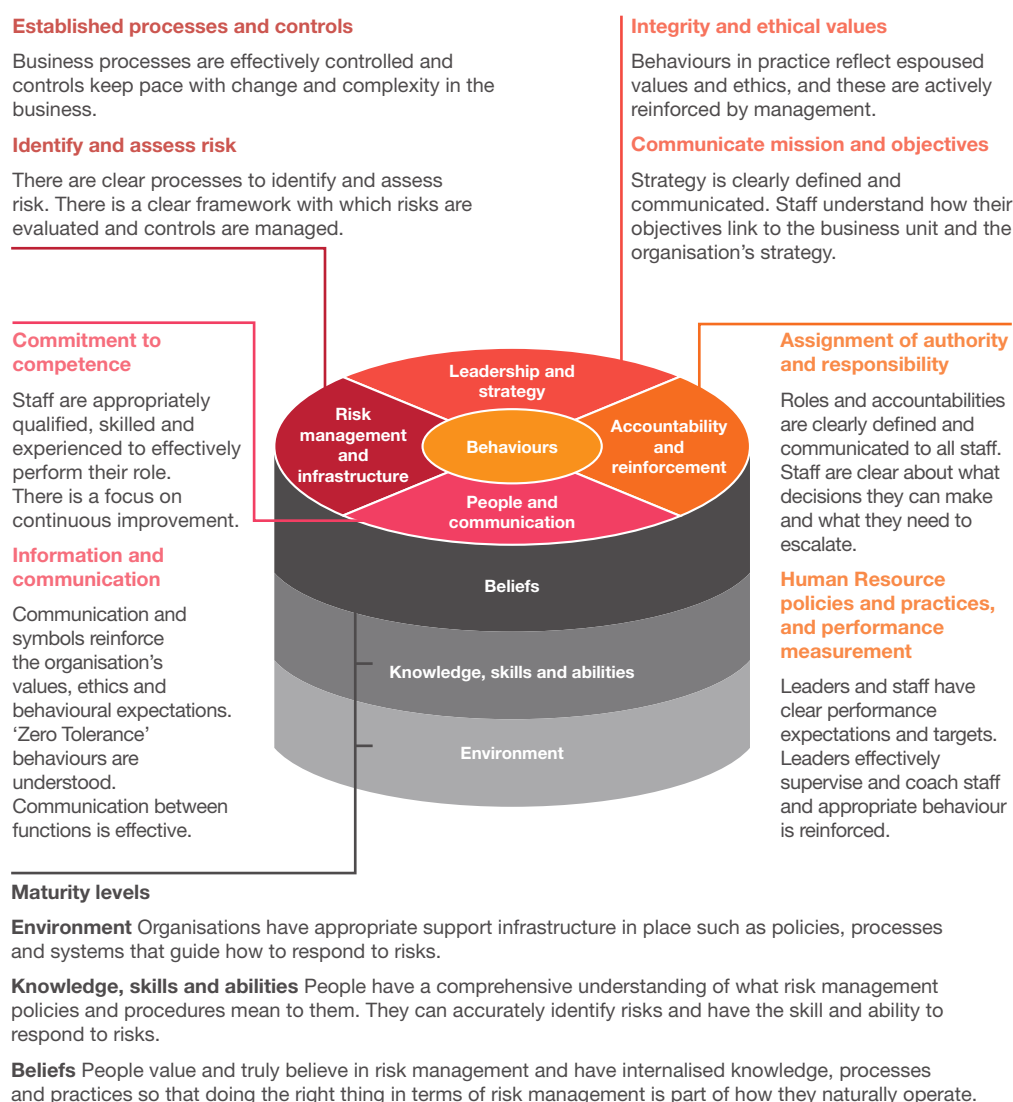 Established processes and controls
Business processes are effectively controlled and
controls keep pace with change and complexity in the
business.
Identify and assess risk
There are clear processes to identify and assess
risk. There is a clear framework with which risks are
evaluated and controls are managed.
Integrity and ethical values
Behaviours in practice reflect espoused
values and ethics, and these are actively
reinforced by management.
Communicate mission and objectives
Strategy is clearly defined and
communicated. Staff understand how their
objectives link to the business unit and the
organisation’s strategy.
Commitment to
competence
Staff are appropriately
qualified, skilled and
experienced to effectively
perform their role.
There is a focus on
continuous improvement.
Information and
communication
Communication and
symbols reinforce
the organisation’s
values, ethics and
behavioural expectations.
‘Zero Tolerance’
behaviours are
understood.
Communication between
functions is effective.
Leadership and
strategy
Risk
management
and
infrastructure
Behaviours
Accountability
and
reinforcement
People and
communication
Beliefs
Knowledge, skills and abilities
Environment
Assignment of authority
and responsibility
Roles and accountabilities
are clearly defined and
communicated to all staff.
Staff are clear about what
decisions they can make
and what they need to
escalate.
Human Resource
policies and practices,
and performance
measurement
Leaders and staff have
clear performance
expectations and targets.
Leaders effectively
supervise and coach staff
and appropriate behaviour
is reinforced.
Maturity levels
Environment Organisations have appropriate support infrastructure in place such as policies, processes
and systems that guide how to respond to risks.
Knowledge, skills and abilities People have a comprehensive understanding of what risk management
policies and procedures mean to them. They can accurately identify risks and have the skill and ability to
respond to risks.
Beliefs People value and truly believe in risk management and have internalised knowledge, processes
and practices so that doing the right thing in terms of risk management is part of how they naturally operate.